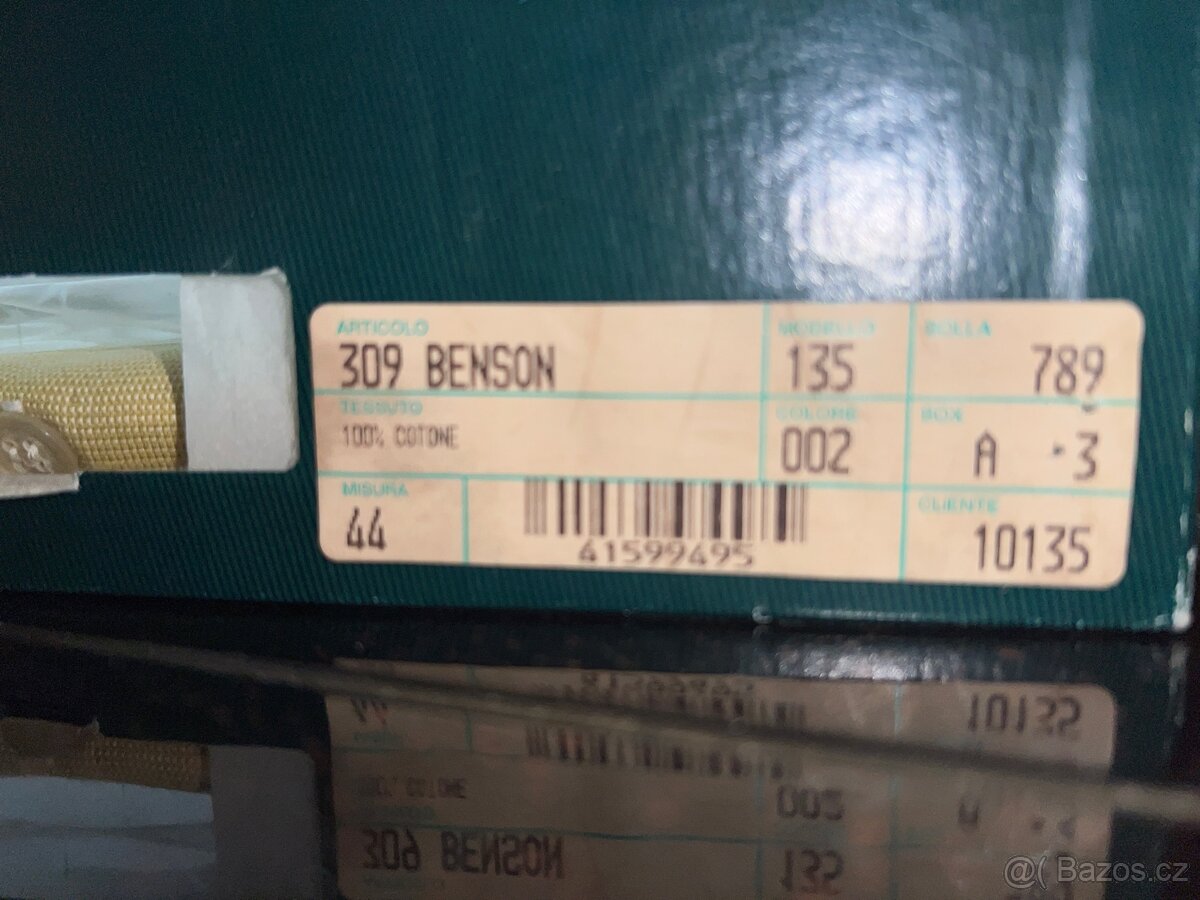 ARTICOLO MODELLO BOLLA
309 BENSON 135 789
TESSUTO COLORE BOX
100% COTONE 002 A •3
MISURA CLIENTE
44 41599495 10135
@( Bazos.cz